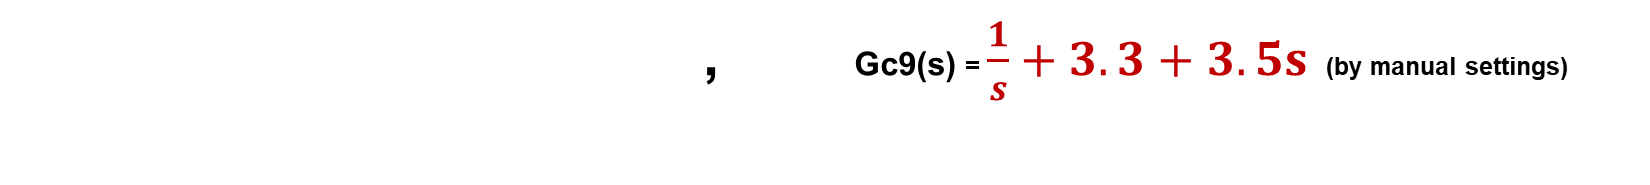 , Gc9(s) = 1/s + 3.3 + 3.5s (by manual settings)